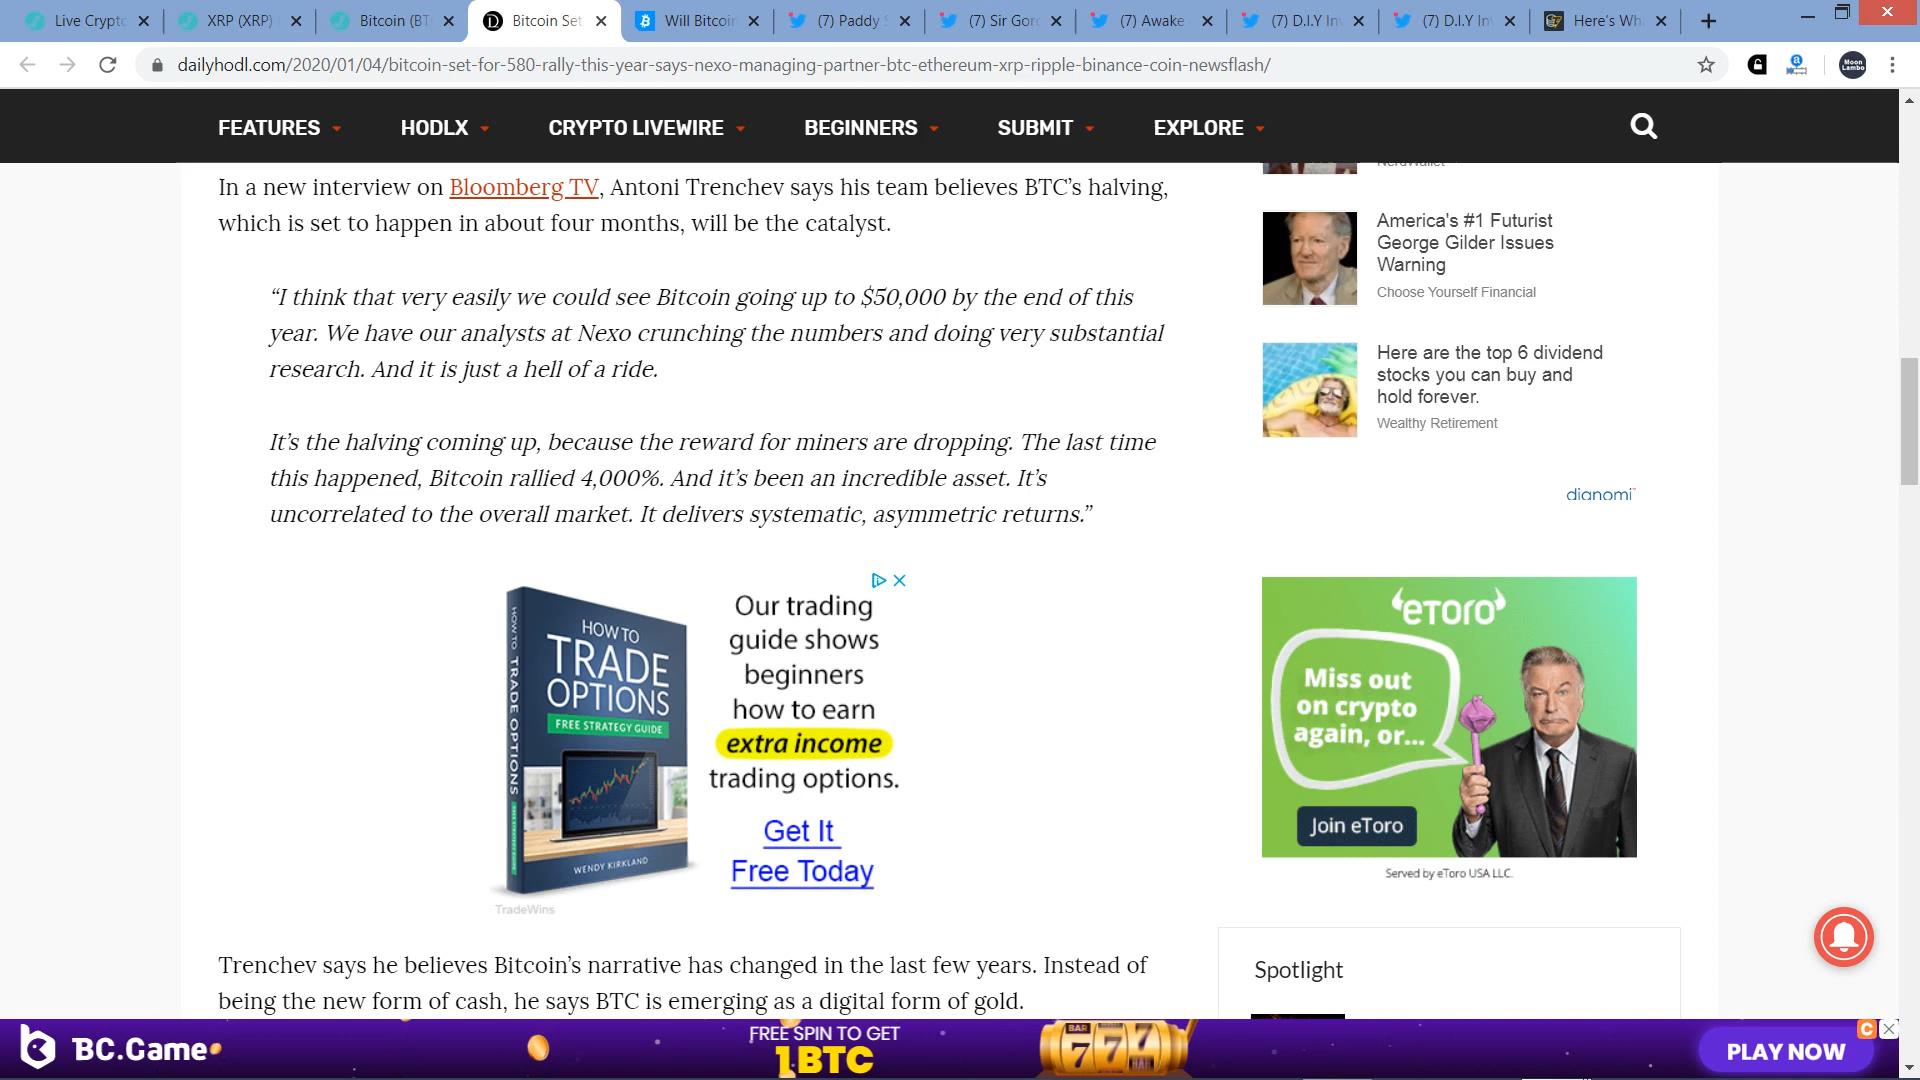 Live Crypto
XRP (XRP)
Bitcoin (BT
Bitcoin Set
Will Bitcoin
(7) Paddy S
(7) Sir Gord
(7) Awake
(7) D.I.Y Inv
(7) D.I.Y Inv
Here's Wh
dailyhodl.com/2020/01/04/bitcoin-set-for-580-rally-this-year-says-nexo-managing-partner-btc-ethereum-xrp-ripple-binance-coin-newsflash/
Moon
Lambo
FEATURES HODLX CRYPTO LIVEWIRE BEGINNERS SUBMIT EXPLORE
In a new interview on Bloomberg TV, Antoni Trenchev says his team believes BTC’s halving,
which is set to happen in about four months, will be the catalyst.
“I think that very easily we could see Bitcoin going up to $50,000 by the end of this
year. We have our analysts at Nexo crunching the numbers and doing very substantial
research. And it is just a hell of a ride.
It’s the halving coming up, because the reward for miners are dropping. The last time
this happened, Bitcoin rallied 4,000%. And it’s been an incredible asset. It’s
uncorrelated to the overall market. It delivers systematic, asymmetric returns.”
HOW TO TRADE OPTIONS
HOW TO
TRADE
OPTIONS
FREE STRATEGY GUIDE
WENDY KIRKLAND
TradeWins
Our trading
guide shows
beginners
how to earn
extra income
trading options.
Get It
Free Today
Trenchev says he believes Bitcoin’s narrative has changed in the last few years. Instead of
being the new form of cash, he says BTC is emerging as a digital form of gold.
NerdWallet
America's #1 Futurist
George Gilder Issues
Warning
Choose Yourself Financial
Here are the top 6 dividend
stocks you can buy and
hold forever.
Wealthy Retirement
dianomi
eToro
Miss out
on crypto
again, or...
Join eToro
Served by eToro USA LLC.
Spotlight
BC.Game
FREE SPIN TO GET
1BTC
BAR
BAR
777
PLAY NOW
C